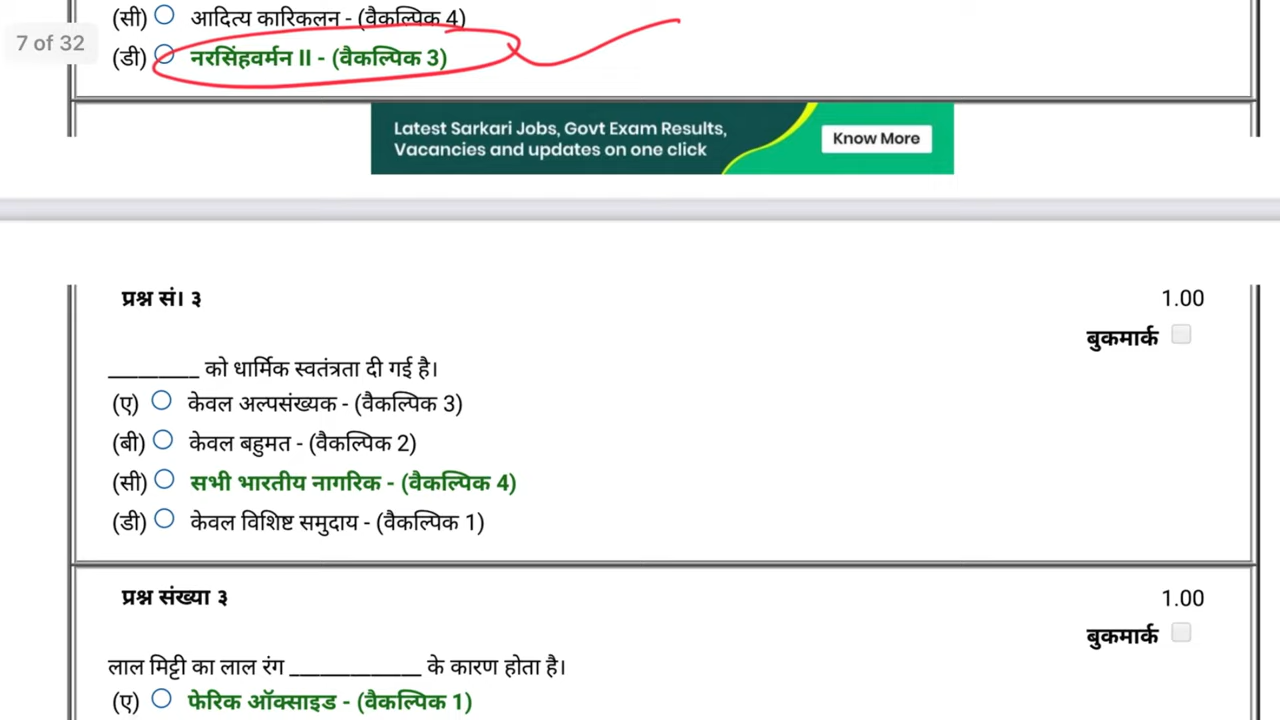 (सी) आदित्य कारिकलन - (वैकल्पिक 4)
7 of 32
(डी) नरसिंहवर्मन II - (वैकल्पिक 3)
Latest Sarkari Jobs, Govt Exam Results,
Vacancies and updates on one click
Know More
प्रश्न सं। ३ 1.00
बुकमार्क
_________ को धार्मिक स्वतंत्रता दी गई है।
(ए) केवल अल्पसंख्यक - (वैकल्पिक 3)
(बी) केवल बहुमत - (वैकल्पिक 2)
(सी) सभी भारतीय नागरिक - (वैकल्पिक 4)
(डी) केवल विशिष्ट समुदाय - (वैकल्पिक 1)
प्रश्न संख्या ३ 1.00
बुकमार्क
लाल मिट्टी का लाल रंग _____________ के कारण होता है।
(ए) फेरिक ऑक्साइड - (वैकल्पिक 1)